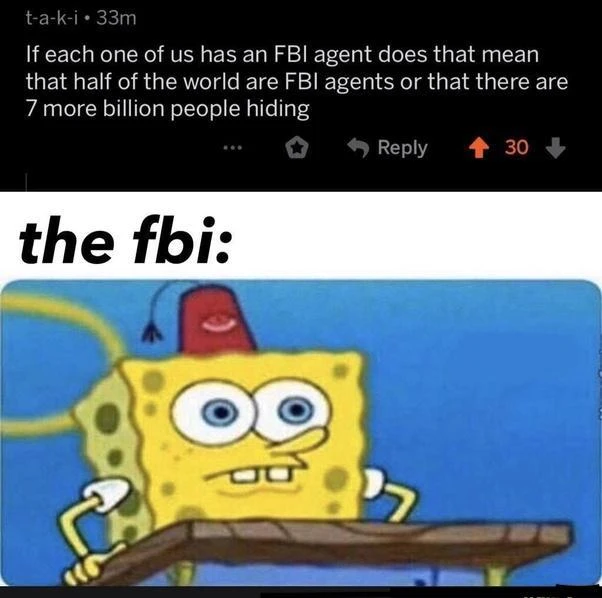 t-a-k-i • 33m
If each one of us has an FBI agent does that mean
that half of the world are FBI agents or that there are
7 more billion people hiding
... Reply 30
the fbi: